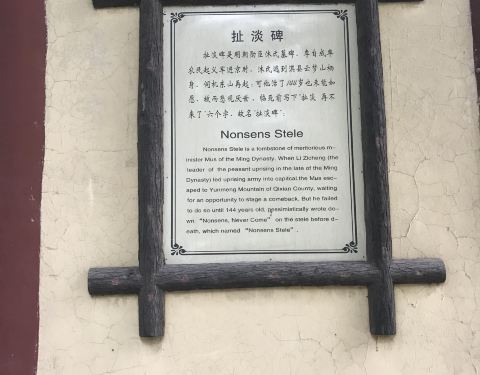 扯淡碑
扯淡碑是明朝阁臣沐式墓碑。李自成率
农民起义军进京时，沐式逃到淇县云梦山栖
身，伺机东山再起；可他活了144岁也未能如
愿，故而悲观厌世，临死前写下“扯淡 再不
来了”六个字，故名“扯淡碑”；
Nonsens Stele
Nonsens Stele is a tombstone of meritorious m-
inister Mus of the Ming Dynasty. When Li Zicheng (the
leader of the peasant uprising in the late of the Ming
Dynasty) led uprising army into capitcal.the Mus esc-
aped to Yunmeng Mountain of Qixian County, waiting
for an opportunity to stage a comeback. But he failed
to do so until 144 years old, pessimistically wrote do-
wn “Nonsens, Never Come” on the stele before d-
eath, which named “Nonsens Stele”.